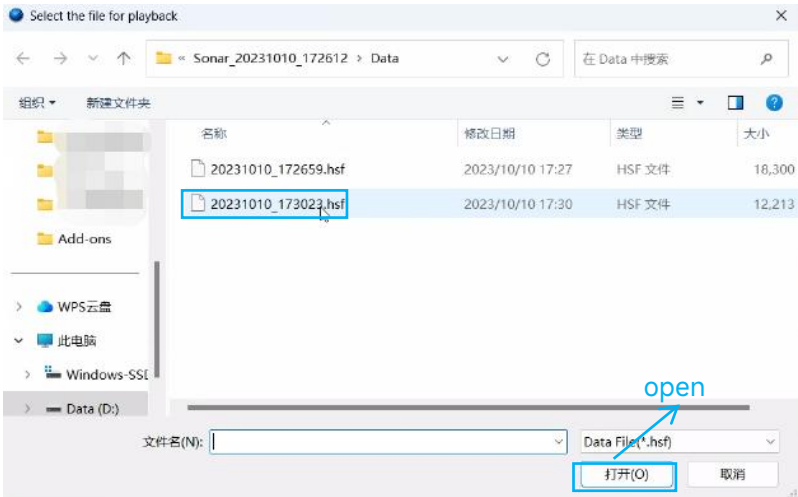 Select the file for playback
« Sonar_20231010_172612 › Data
在 Data 中搜索
组织
新建文件夹
名称 修改日期 类型 大小
20231010_172659.hsf 2023/10/10 17:27 HSF 文件 18,300
20231010_173023.hsf 2023/10/10 17:30 HSF 文件 12,213
Add-ons
WPS云盘
此电脑
Windows-SSD
Data (D:)
open
文件名(N): Data File(*.hsf)
打开(O) 取消